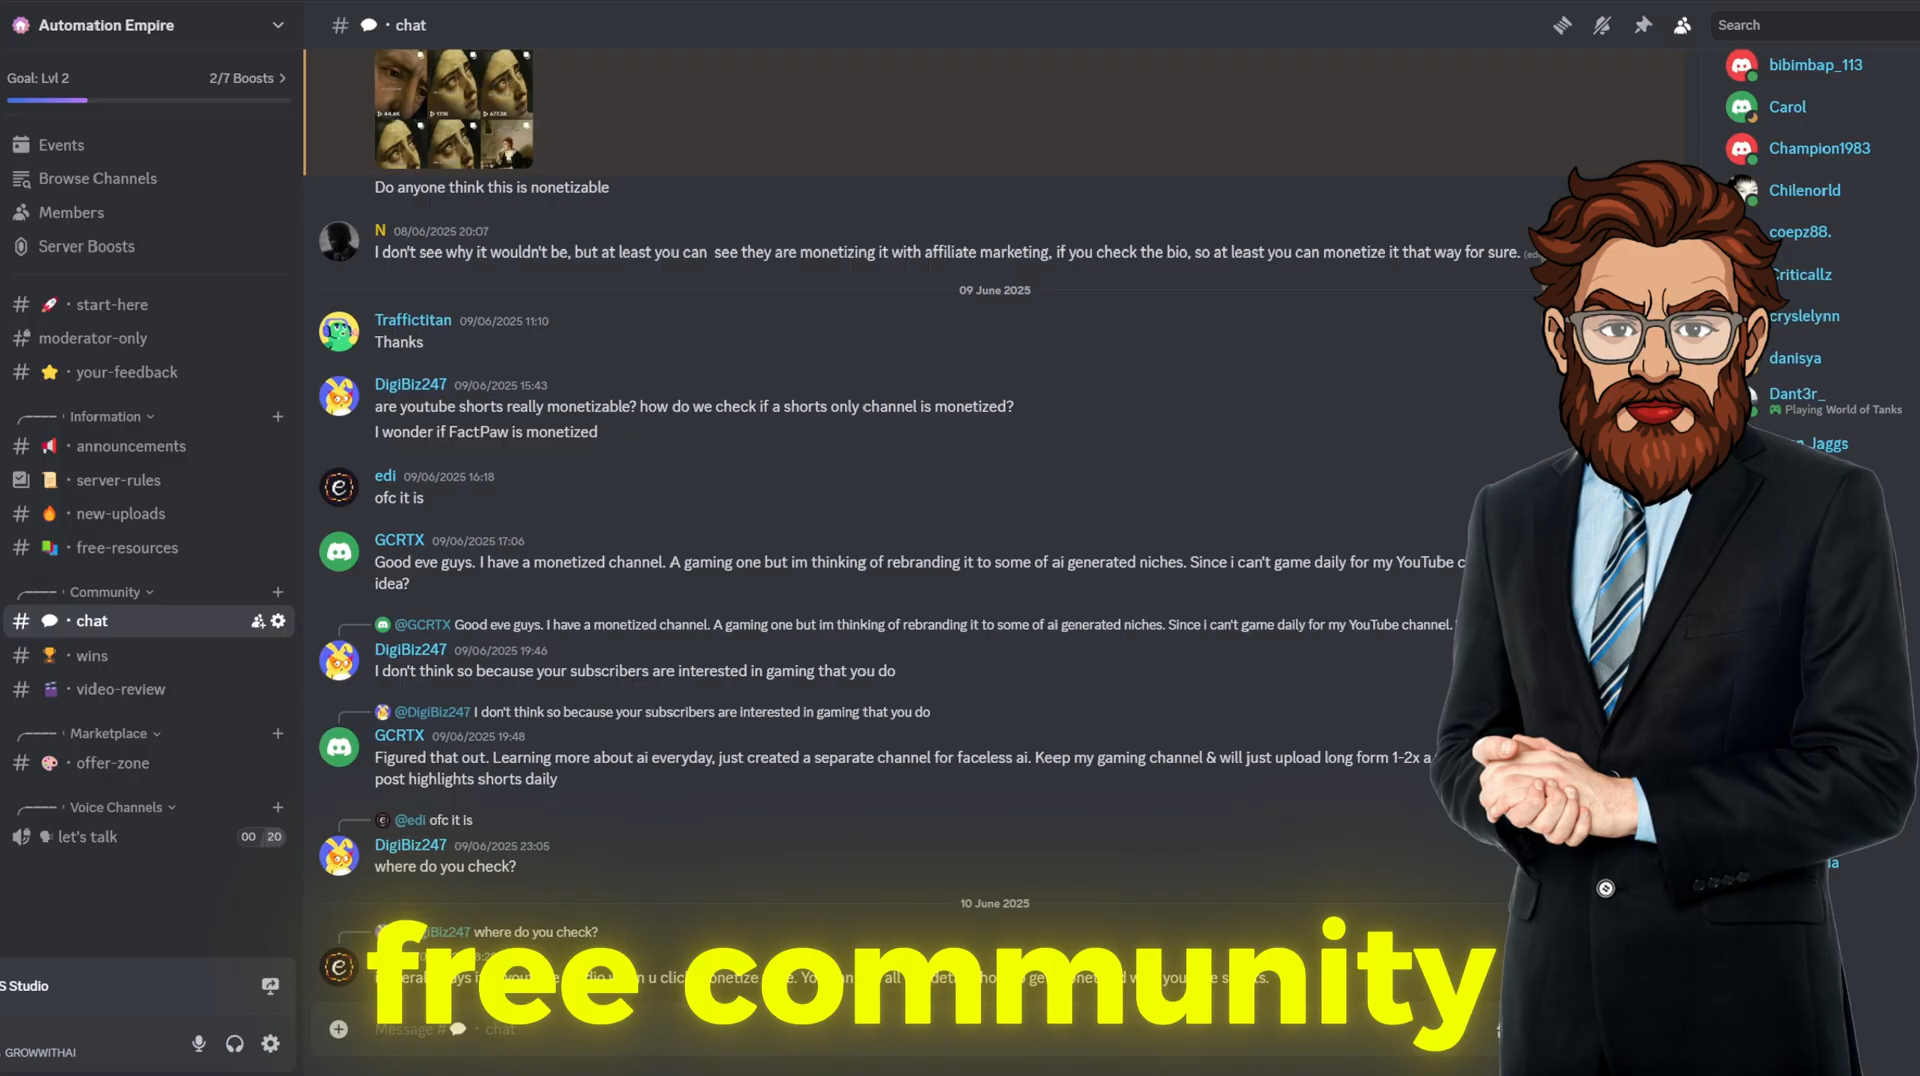 Automation Empire
Goal: Lvl 2
2/7 Boosts
Events
Browse Channels
Members
Server Boosts
start-here
moderator-only
your-feedback
Information
announcements
server-rules
new-uploads
free-resources
Community
chat
wins
video-review
Marketplace
offer-zone
Voice Channels
let's talk
00 20
S Studio
GROWWITHAI
chat
44.6K
677.3K
Do anyone think this is nonetizable
N 08/06/2025 20:07
I don't see why it wouldn't be, but at least you can see they are monetizing it with affiliate marketing, if you check the bio, so at least you can monetize it that way for sure.
09 June 2025
Traffictitan 09/06/2025 11:10
Thanks
DigiBiz247 09/06/2025 15:43
are youtube shorts really monetizable? how do we check if a shorts only channel is monetized?
I wonder if FactPaw is monetized
edi 09/06/2025 16:18
ofc it is
GCRTX 09/06/2025 17:06
Good eve guys. I have a monetized channel. A gaming one but im thinking of rebranding it to some of ai generated niches. Since i can't game daily for my YouTube c
idea?
@GCRTX Good eve guys. I have a monetized channel. A gaming one but im thinking of rebranding it to some of ai generated niches. Since i can't game daily for my YouTube channel.
DigiBiz247 09/06/2025 19:46
I don't think so because your subscribers are interested in gaming that you do
@DigiBiz247 I don't think so because your subscribers are interested in gaming that you do
GCRTX 09/06/2025 19:48
Figured that out. Learning more about ai everyday, just created a separate channel for faceless ai. Keep my gaming channel & will just upload long form 1-2x a
post highlights shorts daily
@edi ofc it is
DigiBiz247 09/06/2025 23:05
where do you check?
10 June 2025
iBiz247 where do you check?
free community
Message # chat
Search
bibimbap_113
Carol
Champion1983
Chilenorld
coepz88.
Criticallz
cryslelynn
danisya
Dant3r_
Playing World of Tanks
Jaggs